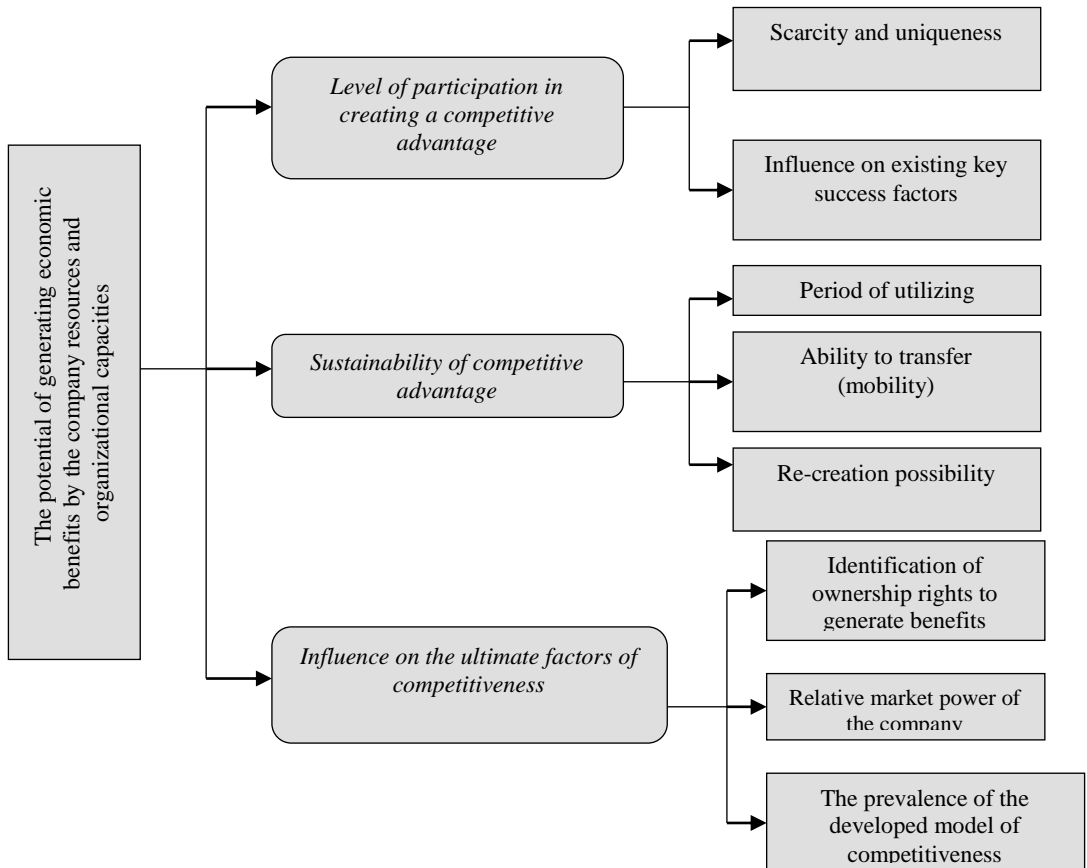 The potential of generating economic
benefits by the company resources and
organizational capacities
Level of participation in
creating a competitive
advantage
Scarcity and uniqueness
Influence on existing key
success factors
Sustainability of competitive
advantage
Period of utilizing
Ability to transfer
(mobility)
Re-creation possibility
Influence on the ultimate factors of
competitiveness
Identification of
ownership rights to
generate benefits
Relative market power of
the company
The prevalence of the
developed model of
competitiveness